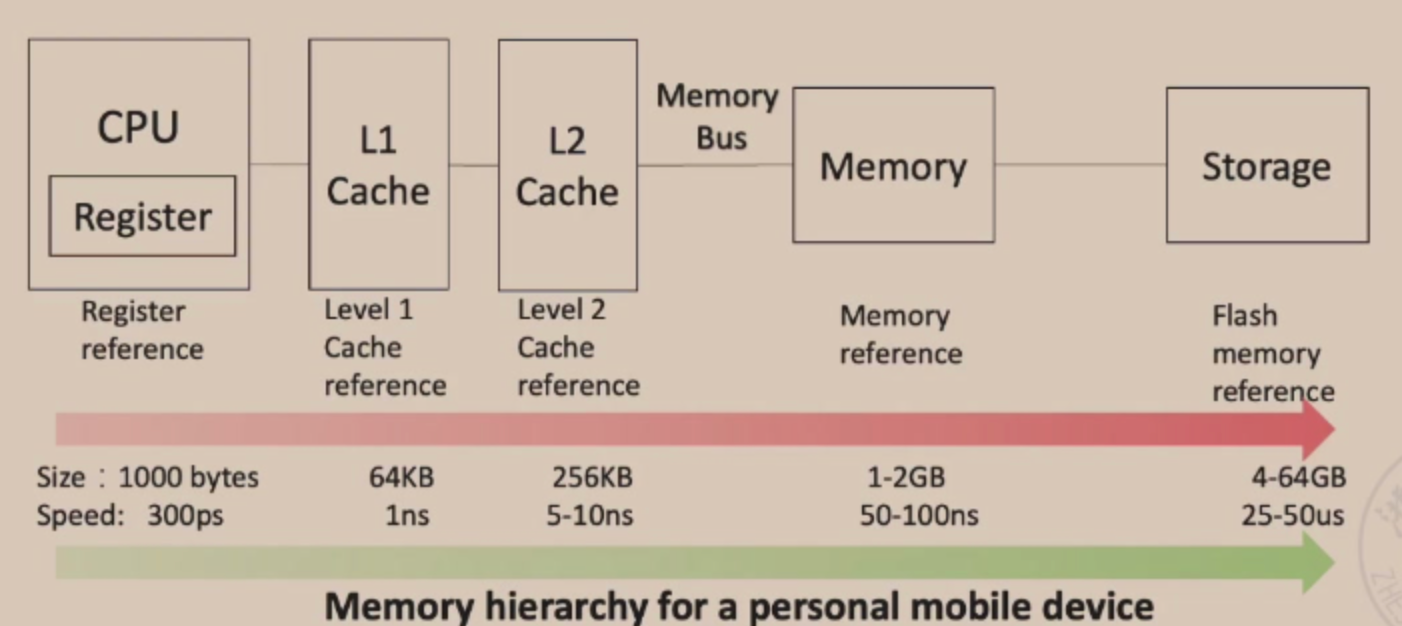 CPU
Register
L1
Cache
L2
Cache
Memory
Bus
Memory
Storage
Register
reference
Level 1
Cache
reference
Level 2
Cache
reference
Memory
reference
Flash
memory
reference
Size : 1000 bytes 64KB 256KB 1-2GB 4-64GB
Speed: 300ps 1ns 5-10ns 50-100ns 25-50us
Memory hierarchy for a personal mobile device